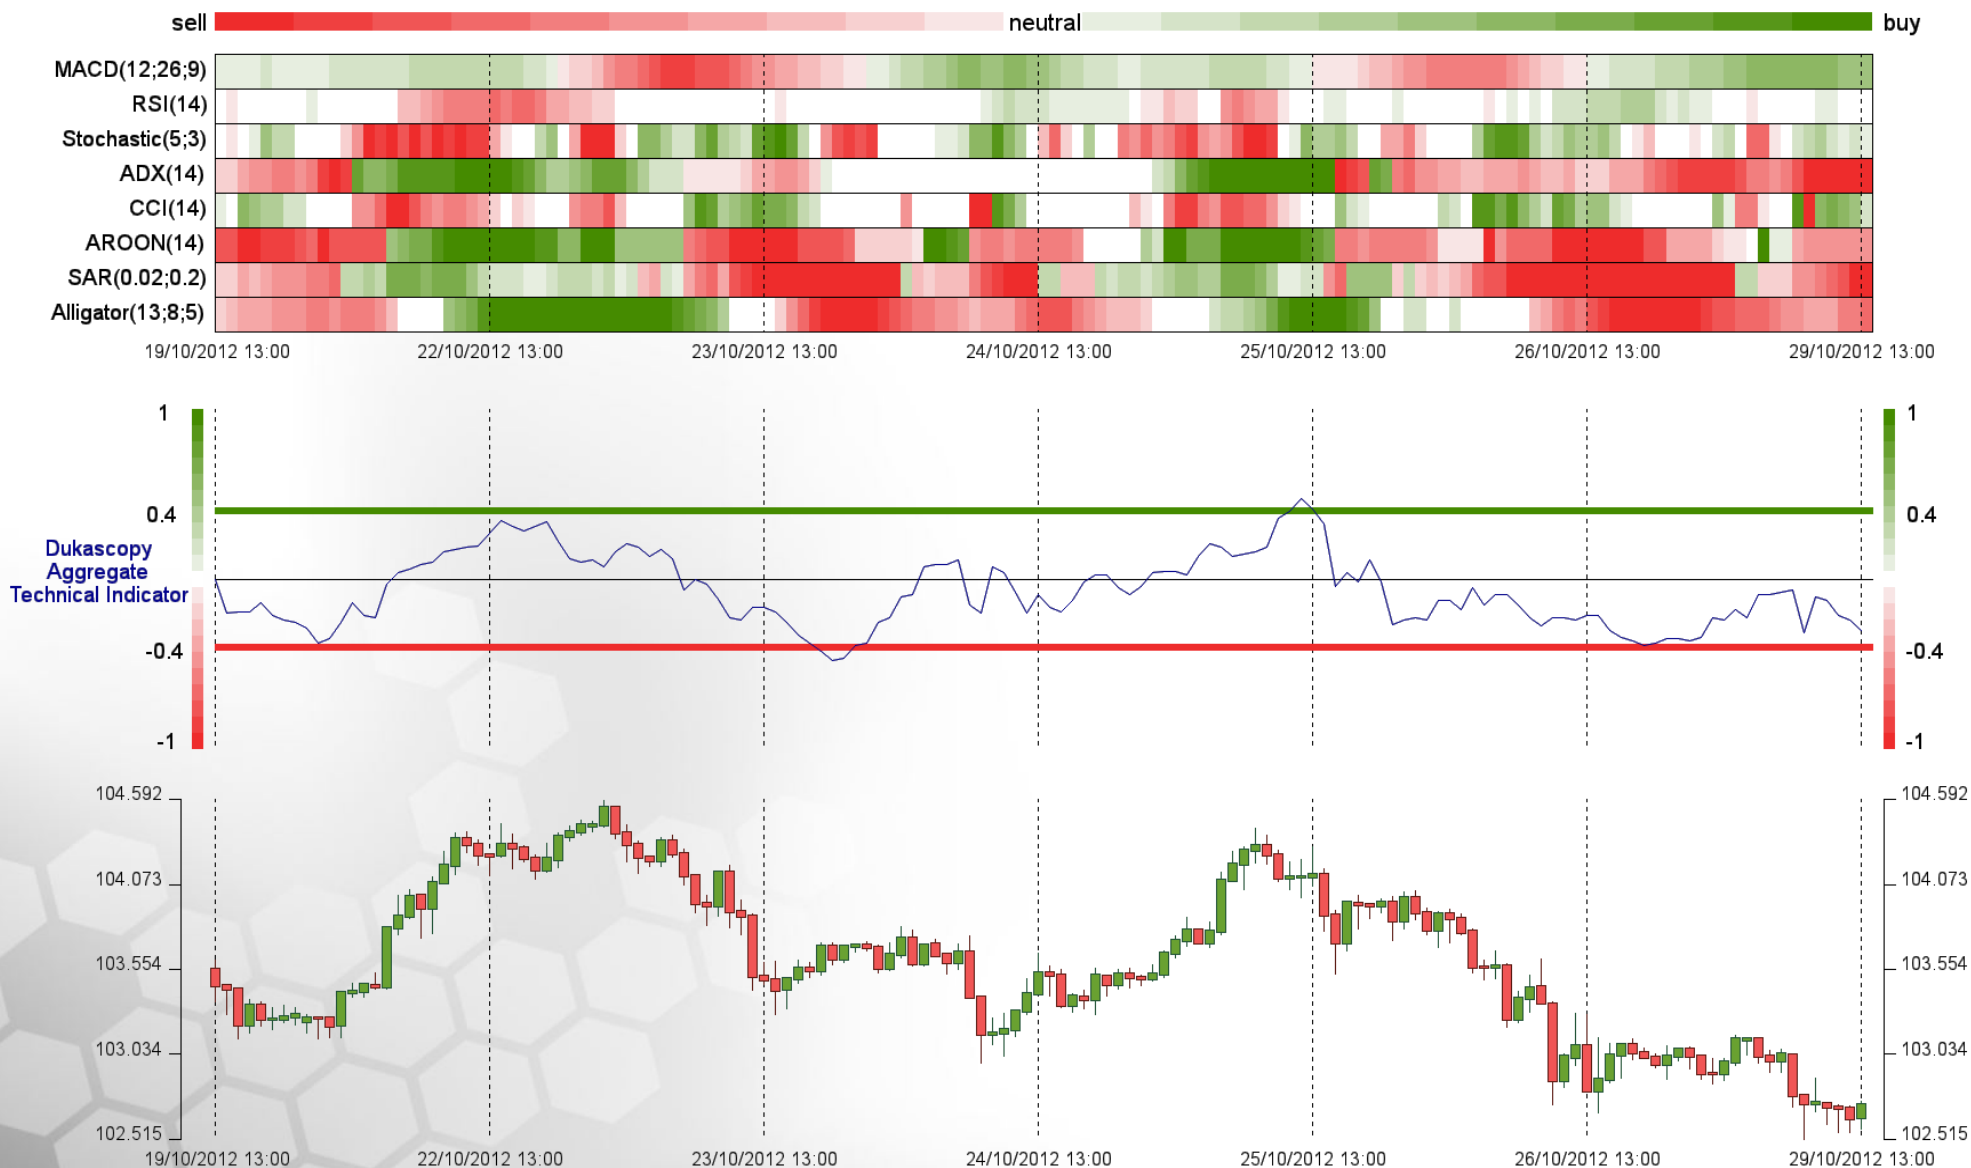 sell neutral buy
MACD(12;26;9)
RSI(14)
Stochastic(5;3)
ADX(14)
CCI(14)
AROON(14)
SAR(0.02;0.2)
Alligator(13;8;5)
19/10/2012 13:00 22/10/2012 13:00 23/10/2012 13:00 24/10/2012 13:00 25/10/2012 13:00 26/10/2012 13:00 29/10/2012 13:00
1 1
0.4 0.4
Dukascopy
Aggregate
Technical Indicator
-0.4 -0.4
-1 -1
104.592 104.592
104.073 104.073
103.554 103.554
103.034 103.034
102.515 102.515
19/10/2012 13:00 22/10/2012 13:00 23/10/2012 13:00 24/10/2012 13:00 25/10/2012 13:00 26/10/2012 13:00 29/10/2012 13:00